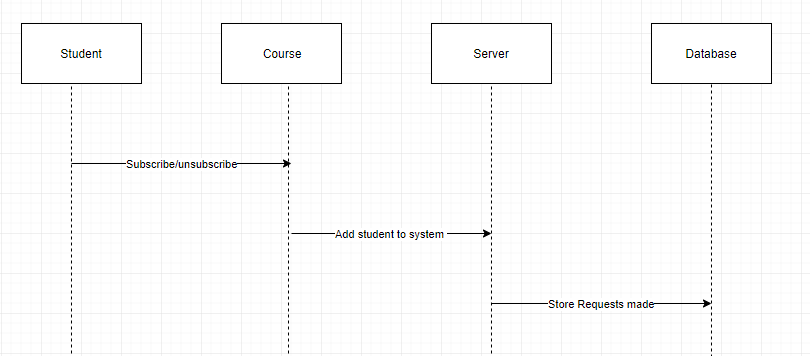 Student
Course
Server
Database
Subscribe/unsubscribe
Add student to system
Store Requests made